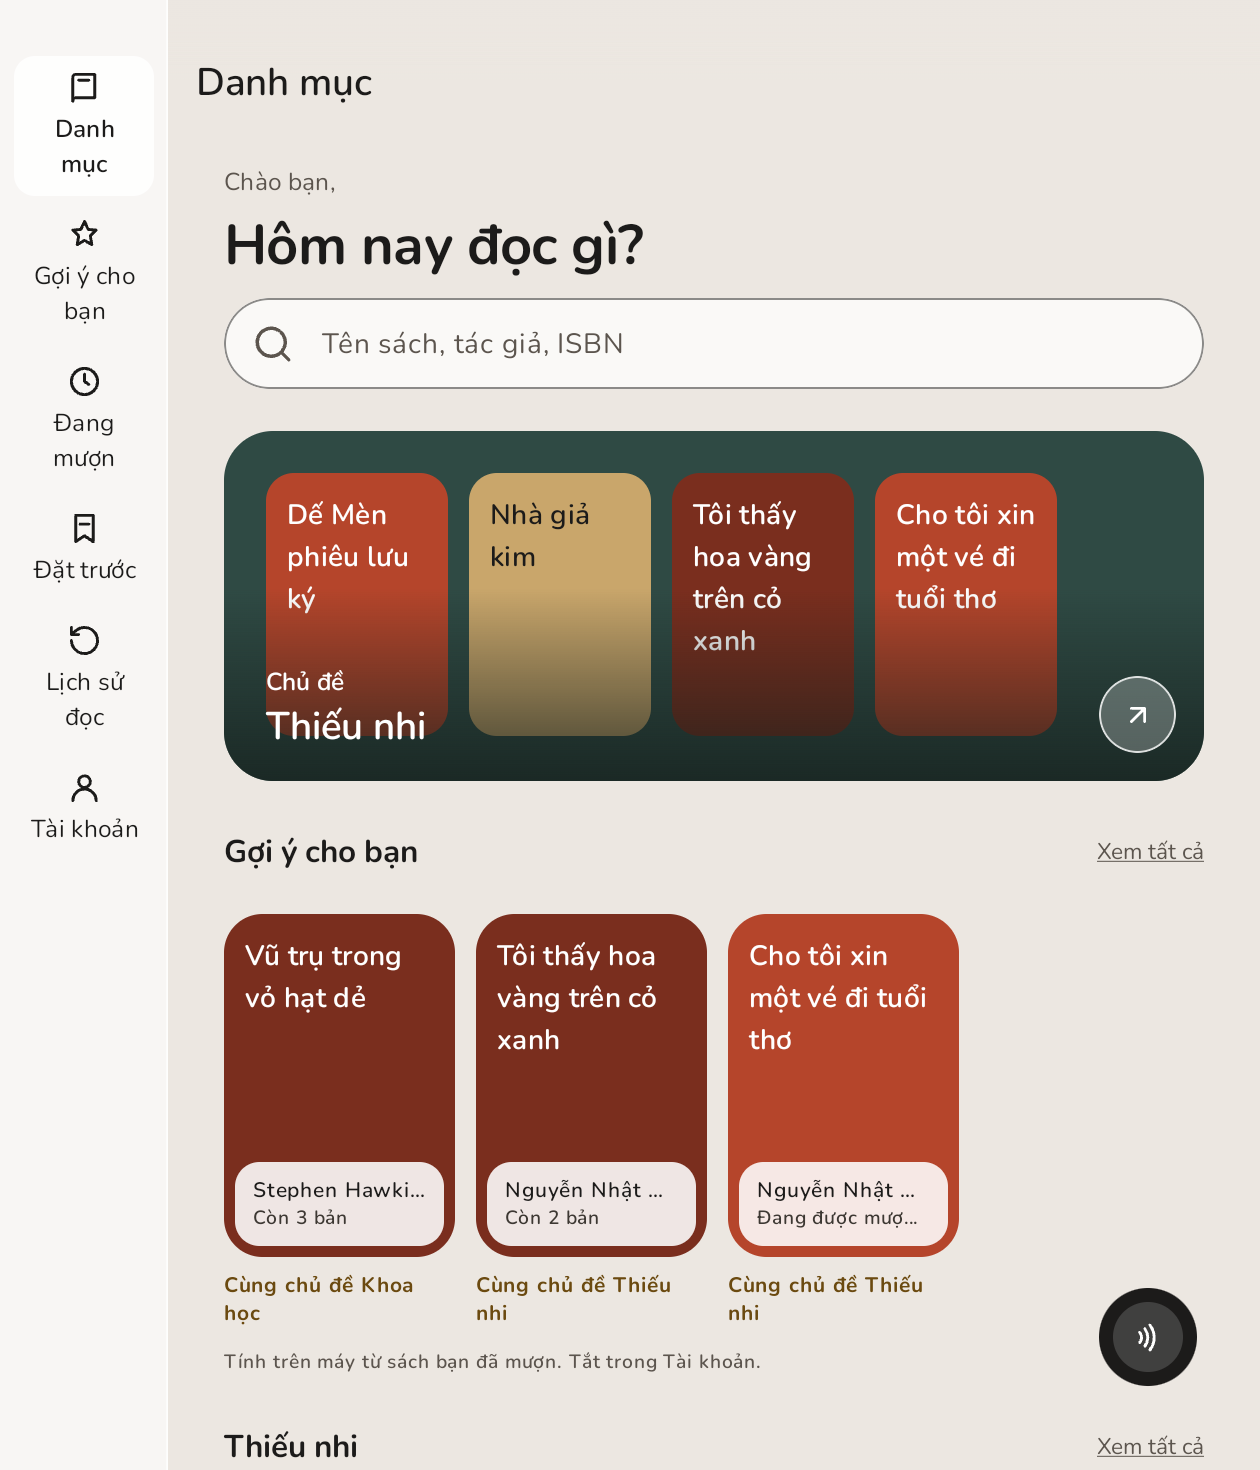 Danh
mục
Gợi ý cho
bạn
Đang
mượn
Đặt trước
Lịch sử
đọc
Tài khoản
Danh mục
Chào bạn,
Hôm nay đọc gì?
Tên sách, tác giả, ISBN
Dế Mèn
phiêu lưu
ký
Nhà giả
kim
Tôi thấy
hoa vàng
trên cỏ
xanh
Cho tôi xin
một vé đi
tuổi thơ
Chủ đề
Thiếu nhi
Gợi ý cho bạn
Xem tất cả
Vũ trụ trong
vỏ hạt dẻ
Stephen Hawki...
Còn 3 bản
Cùng chủ đề Khoa
học
Tôi thấy hoa
vàng trên cỏ
xanh
Nguyễn Nhật ...
Còn 2 bản
Cùng chủ đề Thiếu
nhi
Cho tôi xin
một vé đi tuổi
thơ
Nguyễn Nhật ...
Đang được mượ...
Cùng chủ đề Thiếu
nhi
Tính trên máy từ sách bạn đã mượn. Tắt trong Tài khoản.
Thiếu nhi
Xem tất cả